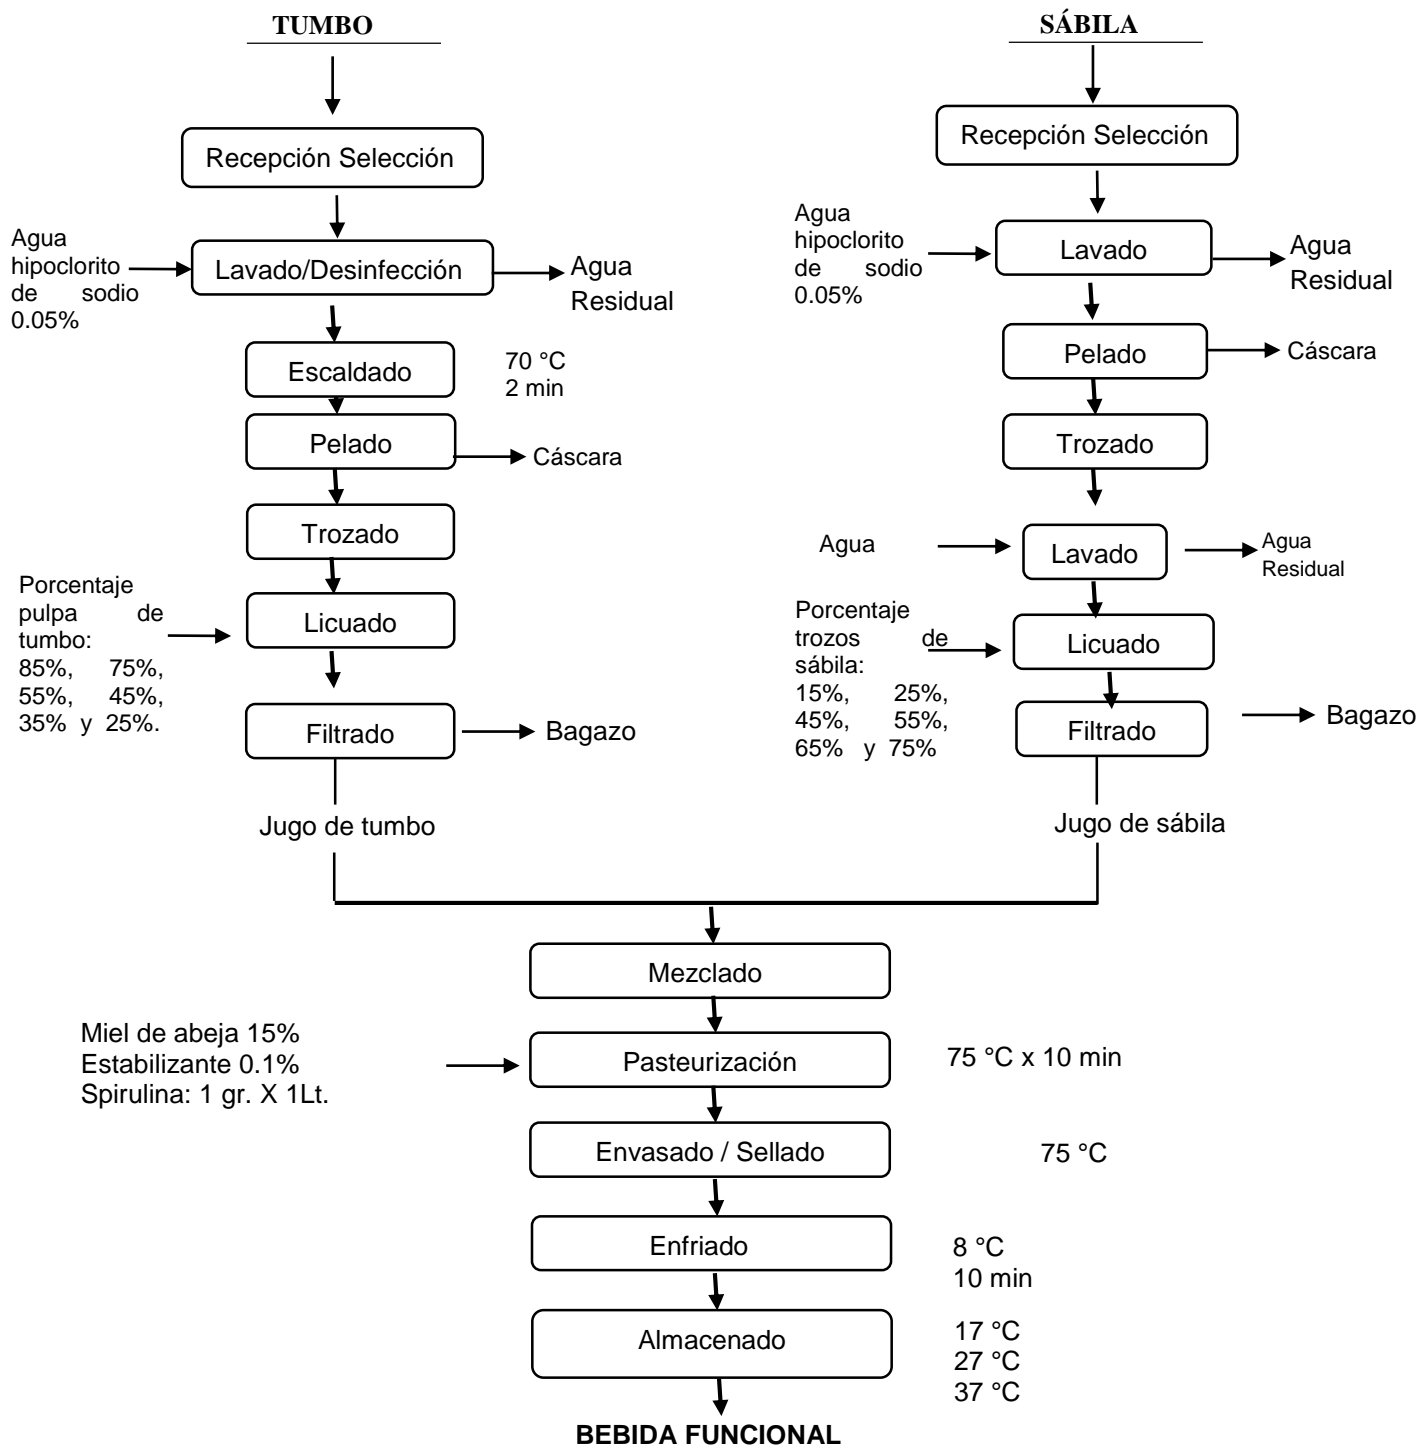 TUMBO
Recepción Selección
Agua
hipoclorito
de sodio
0.05%
Lavado/Desinfección
Agua
Residual
Escaldado
70 °C
2 min
Pelado
Cáscara
Trozado
Porcentaje
pulpa de
tumbo:
85%, 75%,
55%, 45%,
35% y 25%.
Licuado
Filtrado
Bagazo
Jugo de tumbo
SÁBILA
Recepción Selección
Agua
hipoclorito
de sodio
0.05%
Lavado
Agua
Residual
Pelado
Cáscara
Trozado
Agua
Lavado
Agua
Residual
Porcentaje
trozos de
sábila:
15%, 25%,
45%, 55%,
65% y 75%
Licuado
Filtrado
Bagazo
Jugo de sábila
Mezclado
Miel de abeja 15%
Estabilizante 0.1%
Spirulina: 1 gr. X 1Lt.
Pasteurización
75 °C x 10 min
Envasado / Sellado
75 °C
Enfriado
8 °C
10 min
Almacenado
17 °C
27 °C
37 °C
BEBIDA FUNCIONAL